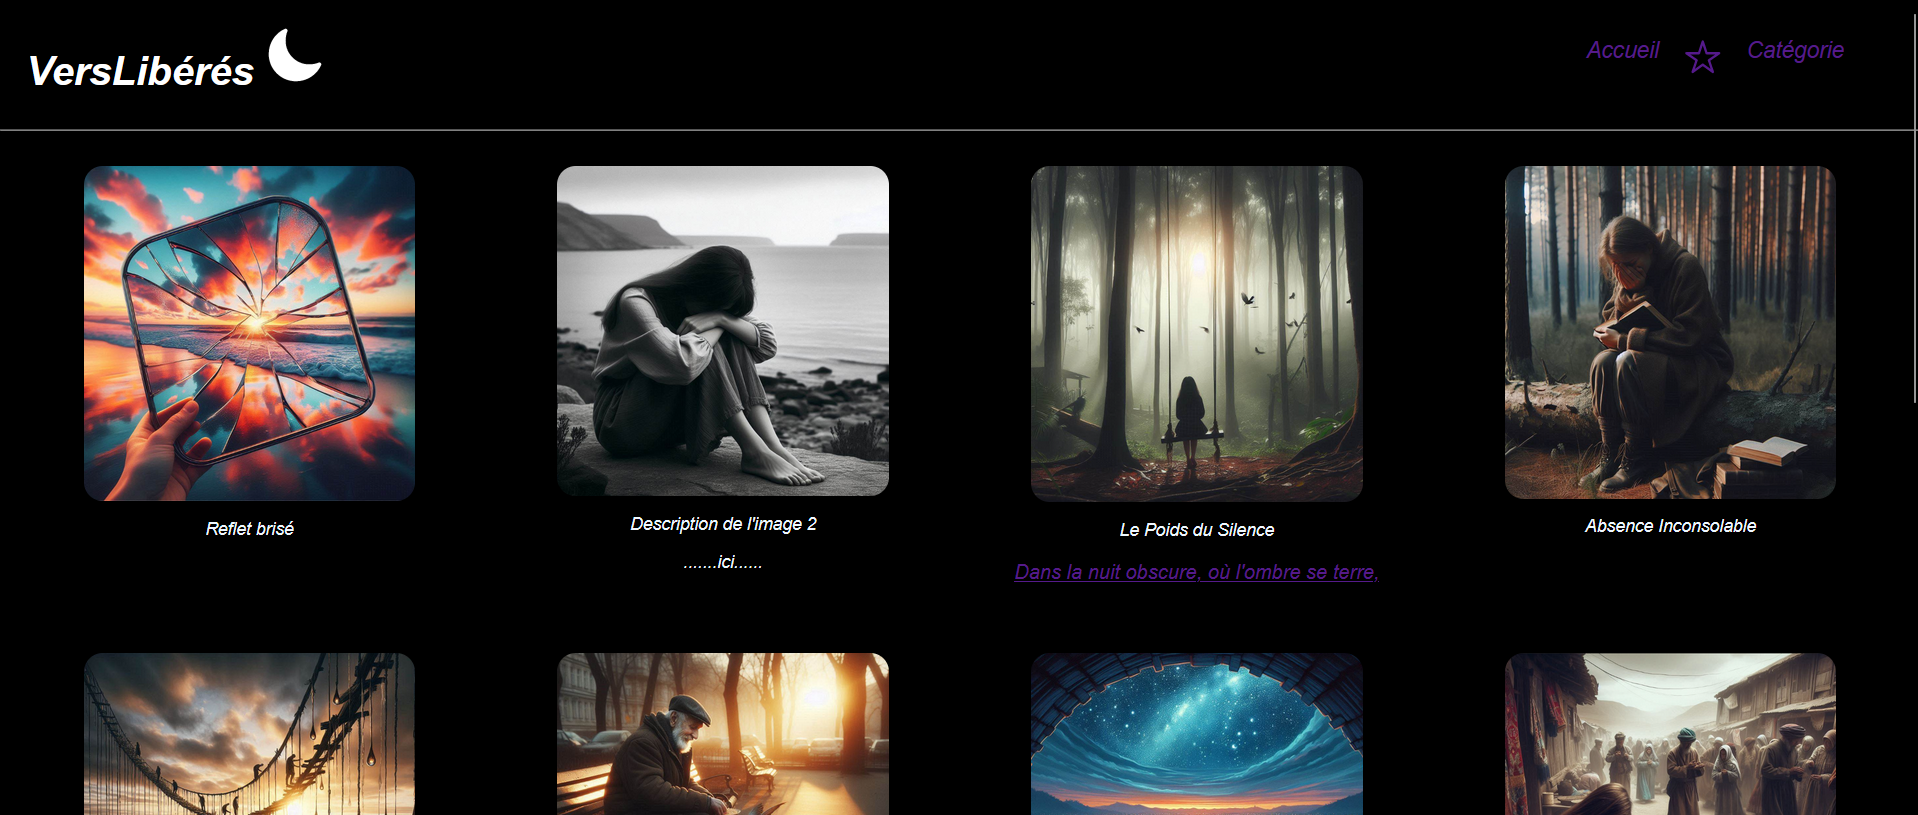 VersLibérés
Accueil
Catégorie
Reflet brisé
Description de l'image 2
.......ici......
Le Poids du Silence
Dans la nuit obscure, où l'ombre se terre,
Absence Inconsolable